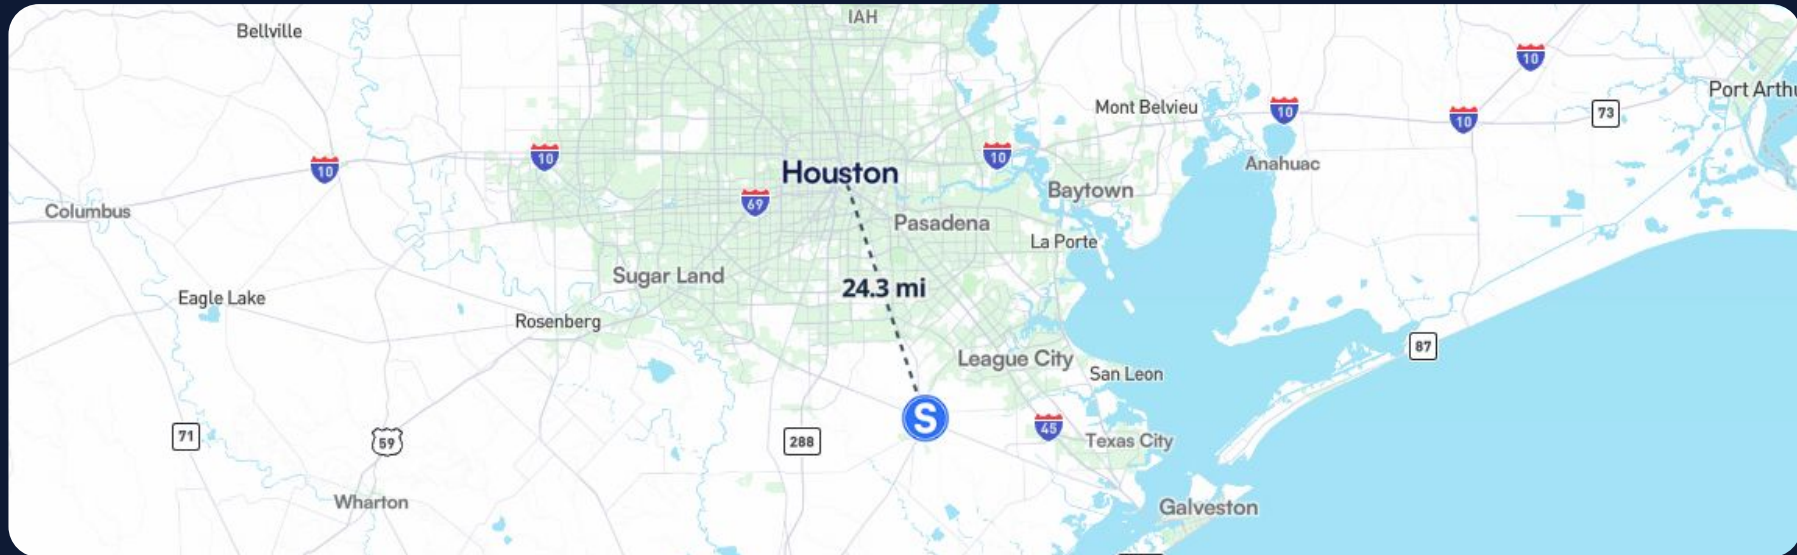 IAH
Bellville
10
Mont Belvieu
Port Arthu
10
73
10
10
10
10
Houston
Anahuac
69
Baytown
Columbus
Pasadena
La Porte
Sugar Land
24.3 mi
Eagle Lake
Rosenberg
87
League City
San Leon
S
45
71
59
288
Texas City
Wharton
Galveston